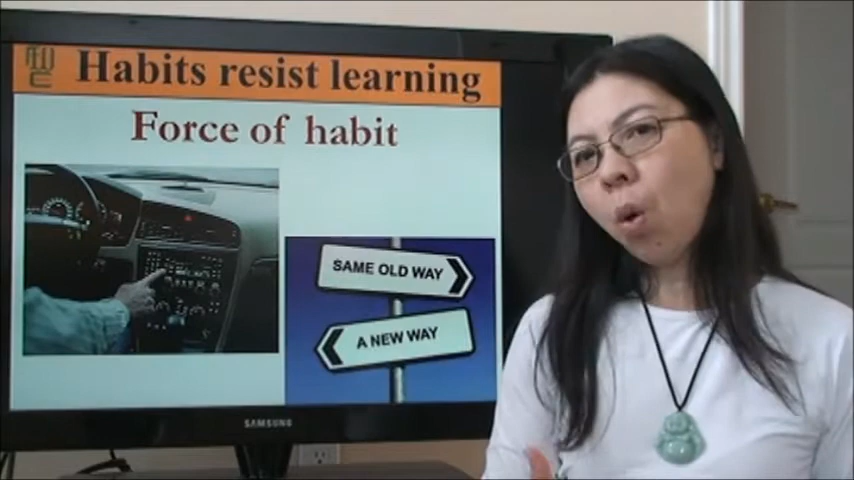 Habits resist learning
Force of habit
SAME OLD WAY
A NEW WAY
SAMSUNG